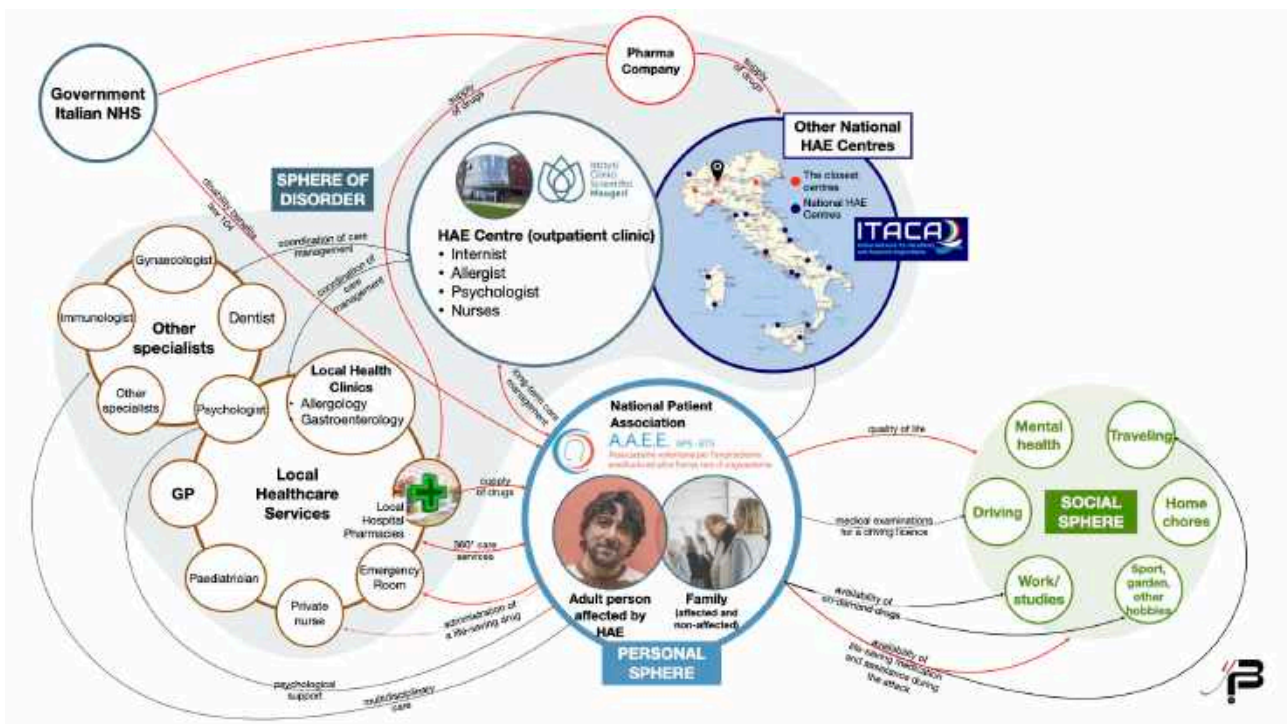 Government
Italian NHS
Pharma
Company
supply
of drugs
supply
of drugs
Other National
HAE Centres
The closest
centres
National HAE
Centres
ITACA
SPHERE OF
DISORDER
disability benefits
law 104
Istituti
Clinici
Scientifici
Maugeri
HAE Centre (outpatient clinic)
• Internist
• Allergist
• Psychologist
• Nurses
coordination of care
management
coordination of
care
management
Gynaecologist
Immunologist
Dentist
Other
specialists
Other
specialists
Psychologist
Local Health
Clinics
• Allergology
Gastroenterology
long-term care
management
National Patient
Association
A.A.E.E.
GP
Local
Healthcare
Services
Local
Hospital
Pharmacies
supply
of drugs
360° care
services
Emergency
Room
Paediatrician
Private
nurse
administration of
a life-saving drug
psychological
support
multidisciplinary
care
Adult person
affected by
HAE
Family
(affected and
non-affected)
PERSONAL
SPHERE
quality of life
medical examinations
for a driving licence
availability of
on-demand drugs
availability of
life-saving medication
and assistance during
the attack
Mental
health
Traveling
Driving
SOCIAL
SPHERE
Home
chores
Work/
studies
Sport,
garden,
other
hobbies